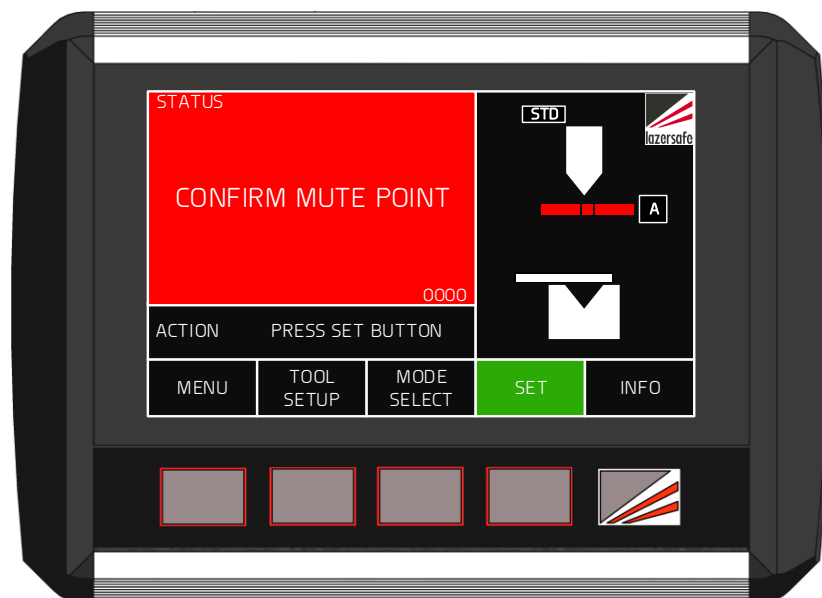 STATUS
CONFIRM MUTE POINT
0000
ACTION PRESS SET BUTTON
STD
lazersafe
A
MENU
TOOL
SETUP
MODE
SELECT
SET
INFO